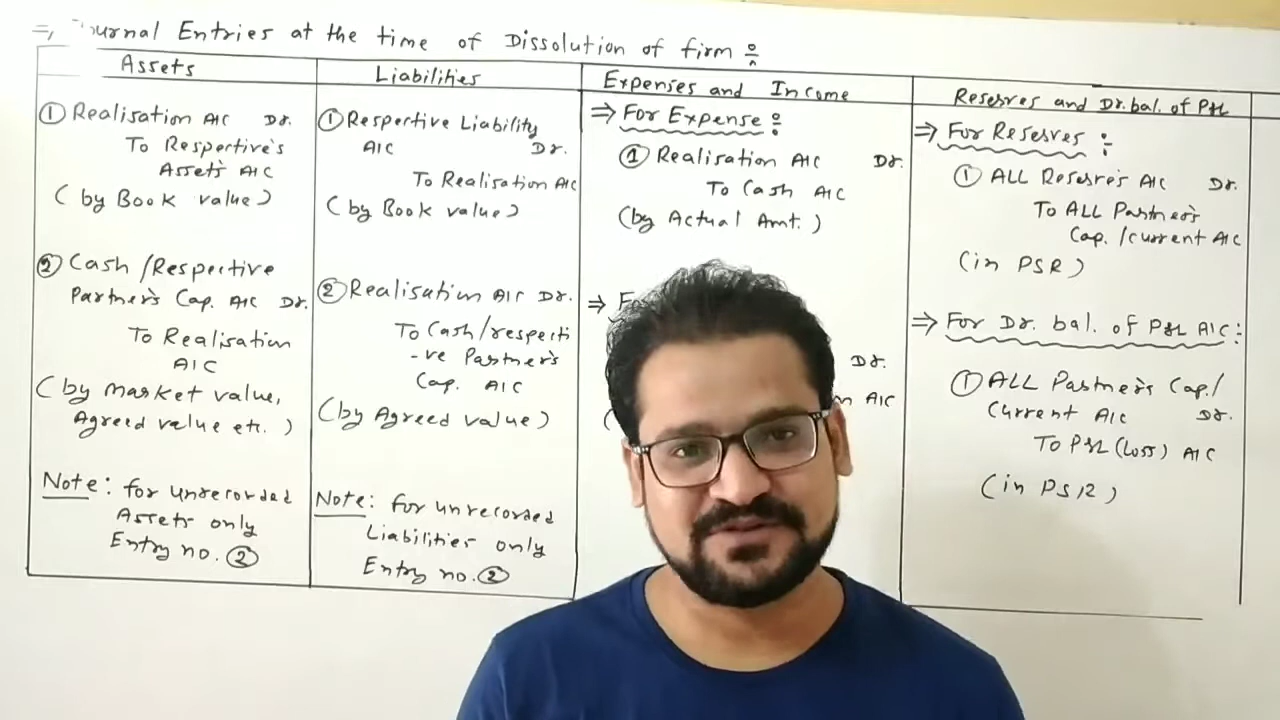 Journal Entries at the time of Dissolution of firm :
Assets
① Realisation A/C Dr.
To Respective's
Assets A/C
(by Book value)
② Cash /Respective
Partner's Cap. A/C Dr.
To Realisation
A/C
(by market value,
Agreed value etc.)
Note: for unrecorded
Assets only
Entry no. ②
Liabilities
① Respective Liability
A/C Dr.
To Realisation A/C
(by Book value)
② Realisation A/C Dr.
To Cash/respecti
-ve Partner's
Cap. A/C
(by Agreed value)
Note: for unrecorded
Liabilities only
Entry no. ②
Expenses and Income
⇒ For Expense :
① Realisation A/C Dr.
To Cash A/C
(by Actual Amt.)
⇒
Dr.
A/C
Reserves and Dr. bal. of P&L
⇒ For Reserves :
① ALL Reserve's A/C Dr.
To ALL Partner's
Cap. /current A/C
(in PSR)
⇒ For Dr. bal. of P&L A/C :
① ALL Partner's Cap/
Current A/C Dr.
To P&L (Loss) A/C
(in PSR)